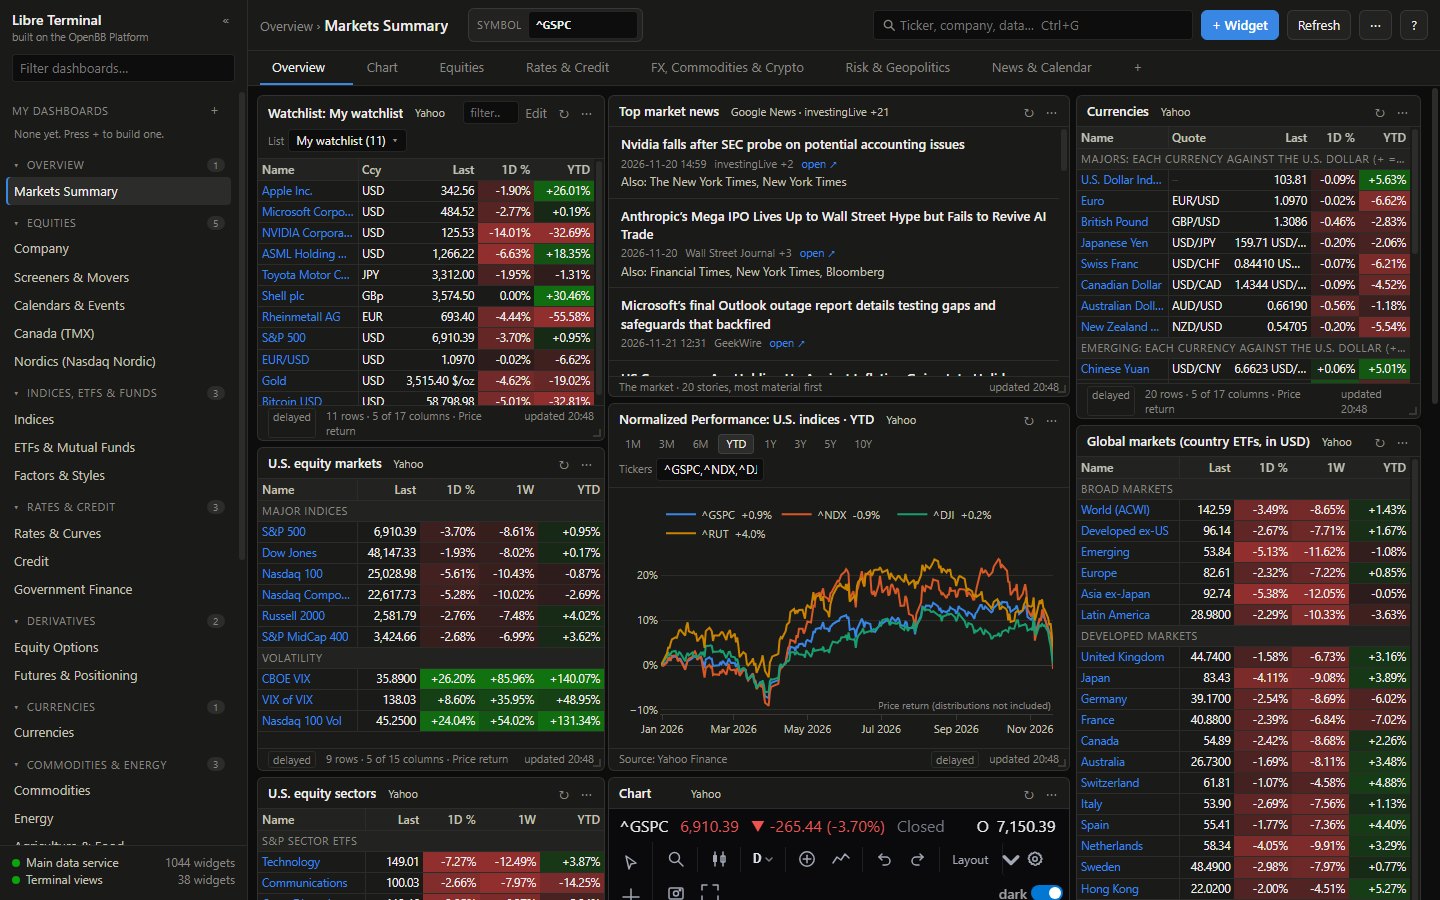 Libre Terminal
«
built on the OpenBB Platform
Filter dashboards...
MY DASHBOARDS +
None yet. Press + to build one.
OVERVIEW 1
Markets Summary
EQUITIES 5
Company
Screeners & Movers
Calendars & Events
Canada (TMX)
Nordics (Nasdaq Nordic)
INDICES, ETFS & FUNDS 3
Indices
ETFs & Mutual Funds
Factors & Styles
RATES & CREDIT 3
Rates & Curves
Credit
Government Finance
DERIVATIVES 2
Equity Options
Futures & Positioning
CURRENCIES 1
Currencies
COMMODITIES & ENERGY 3
Commodities
Energy
Main data service 1044 widgets
Terminal views 38 widgets
Overview › Markets Summary
SYMBOL ^GSPC
Ticker, company, data... Ctrl+G
+ Widget
Refresh
...
?
Overview Chart Equities Rates & Credit FX, Commodities & Crypto Risk & Geopolitics News & Calendar +
Watchlist: My watchlist Yahoo filter.. Edit ↻ ...
List My watchlist (11)
Name Ccy Last 1D % YTD
Apple Inc. USD 342.56 -1.90% +26.01%
Microsoft Corpo... USD 484.52 -2.77% +0.19%
NVIDIA Corpora... USD 125.53 -14.01% -32.69%
ASML Holding ... USD 1,266.22 -6.63% +18.35%
Toyota Motor C... JPY 3,312.00 -1.95% -1.31%
Shell plc GBp 3,574.50 0.00% +30.46%
Rheinmetall AG EUR 693.40 -4.44% -55.58%
S&P 500 USD 6,910.39 -3.70% +0.95%
EUR/USD USD 1.0970 -0.02% -6.62%
Gold USD 3,515.40 $/oz -4.62% -19.02%
Bitcoin USD USD 58,798.98 -5.01% -32.81%
delayed 11 rows · 5 of 17 columns · Price return updated 20:48
U.S. equity markets Yahoo ↻ ...
Name Last 1D % 1W YTD
MAJOR INDICES
S&P 500 6,910.39 -3.70% -8.61% +0.95%
Dow Jones 48,147.33 -1.93% -8.02% +0.17%
Nasdaq 100 25,028.98 -5.61% -10.43% -0.87%
Nasdaq Compo... 22,617.73 -5.28% -10.02% -2.69%
Russell 2000 2,581.79 -2.76% -7.48% +4.02%
S&P MidCap 400 3,424.66 -2.68% -6.99% +3.62%
VOLATILITY
CBOE VIX 35.8900 +26.20% +85.96% +140.07%
VIX of VIX 138.03 +8.60% +35.95% +48.95%
Nasdaq 100 Vol 45.2500 +24.04% +54.02% +131.34%
delayed 9 rows · 5 of 15 columns · Price return updated 20:48
U.S. equity sectors Yahoo ↻ ...
Name Last 1D % 1W YTD
S&P SECTOR ETFS
Technology 149.01 -7.27% -12.49% +3.87%
Communications 100.03 -2.66% -7.97% -14.25%
Top market news Google News · investingLive +21 ↻ ...
Nvidia falls after SEC probe on potential accounting issues
2026-11-20 14:59 investingLive +2 open ↗
Also: The New York Times, New York Times
Anthropic's Mega IPO Lives Up to Wall Street Hype but Fails to Revive AI
Trade
2026-11-20 Wall Street Journal +3 open ↗
Also: Financial Times, New York Times, Bloomberg
Microsoft's final Outlook outage report details testing gaps and
safeguards that backfired
2026-11-21 12:31 GeekWire open ↗
The market · 20 stories, most material first updated 20:48
Normalized Performance: U.S. indices · YTD Yahoo ↻ ...
1M 3M 6M YTD 1Y 3Y 5Y 10Y
Tickers ^GSPC,^NDX,^DJ
^GSPC +0.9% ^NDX -0.9% ^DJI +0.2%
^RUT +4.0%
20%
10%
0%
−10%
Price return (distributions not included)
Jan 2026 Mar 2026 May 2026 Jul 2026 Sep 2026 Nov 2026
Source: Yahoo Finance delayed updated 20:48
Chart Yahoo ↻ ...
^GSPC 6,910.39 ▼ -265.44 (-3.70%) Closed O 7,150.39
D Layout
dark
Currencies Yahoo ↻ ...
Name Quote Last 1D % YTD
MAJORS: EACH CURRENCY AGAINST THE U.S. DOLLAR (+ =...
U.S. Dollar Ind... – 103.81 -0.09% +5.63%
Euro EUR/USD 1.0970 -0.02% -6.62%
British Pound GBP/USD 1.3086 -0.46% -2.83%
Japanese Yen USD/JPY 159.71 USD/... -0.20% -2.06%
Swiss Franc USD/CHF 0.84410 US... -0.07% -6.21%
Canadian Dollar USD/CAD 1.4344 USD/... -0.09% -4.52%
Australian Doll... AUD/USD 0.66190 -0.56% -1.18%
New Zealand ... NZD/USD 0.54705 -0.20% -5.54%
EMERGING: EACH CURRENCY AGAINST THE U.S. DOLLAR (+...
Chinese Yuan USD/CNY 6.6623 USD/... +0.06% +5.01%
delayed 20 rows · 5 of 17 columns · Price return updated 20:48
Global markets (country ETFs, in USD) Yahoo ↻ ...
Name Last 1D % 1W YTD
BROAD MARKETS
World (ACWI) 142.59 -3.49% -8.65% +1.43%
Developed ex-US 96.14 -2.67% -7.71% +1.67%
Emerging 53.84 -5.13% -11.62% -1.08%
Europe 82.61 -2.32% -7.22% +0.85%
Asia ex-Japan 92.74 -5.38% -12.05% -0.05%
Latin America 28.9800 -2.29% -10.33% -3.63%
DEVELOPED MARKETS
United Kingdom 44.7400 -1.58% -6.73% +3.16%
Japan 83.43 -4.11% -9.08% +3.89%
Germany 39.1700 -2.54% -8.69% -6.02%
France 40.8800 -2.39% -6.84% -7.02%
Canada 54.89 -2.42% -8.68% +2.26%
Australia 26.7300 -1.69% -8.11% +3.48%
Switzerland 61.81 -1.07% -4.58% +4.88%
Italy 53.90 -2.69% -7.56% +1.13%
Spain 55.41 -1.77% -7.36% +4.40%
Netherlands 58.34 -4.05% -9.91% +3.29%
Sweden 48.4900 -2.98% -7.97% +0.77%
Hong Kong 22.0200 -2.00% -4.51% +5.27%